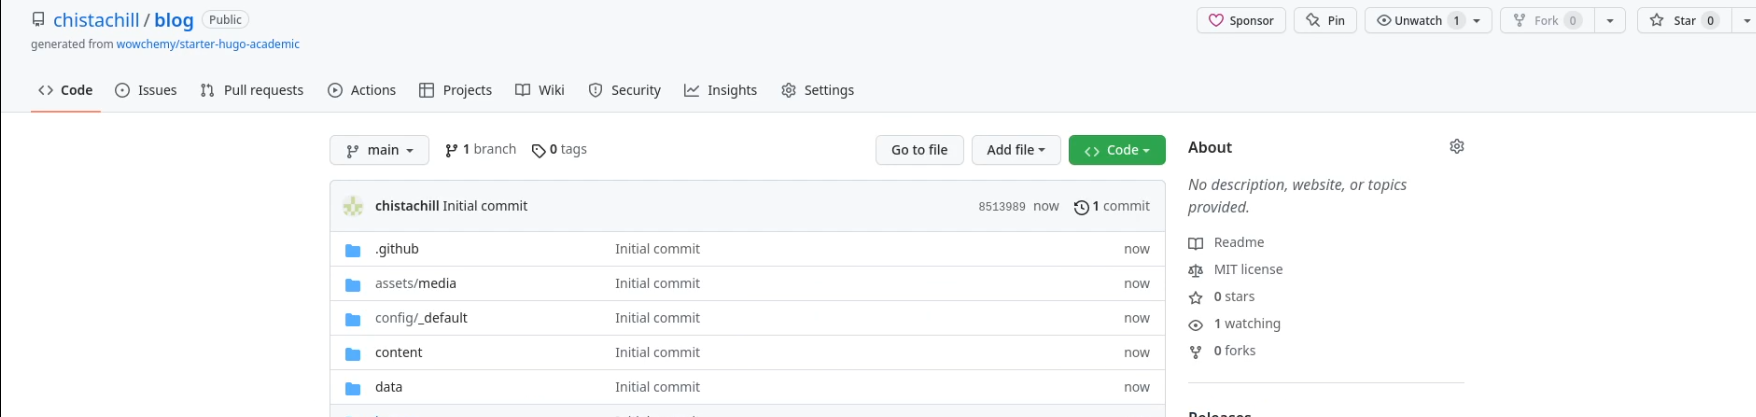 chistachill / blog Public Sponsor Pin Unwatch 1 Fork 0 Star 0
generated from wowchemy/starter-hugo-academic
Code Issues Pull requests Actions Projects Wiki Security Insights Settings
main 1 branch 0 tags Go to file Add file Code
chistachill Initial commit 8513989 now 1 commit
.github Initial commit now
assets/media Initial commit now
config/_default Initial commit now
content Initial commit now
data Initial commit now
About
No description, website, or topics
provided.
Readme
MIT license
0 stars
1 watching
0 forks
Releases